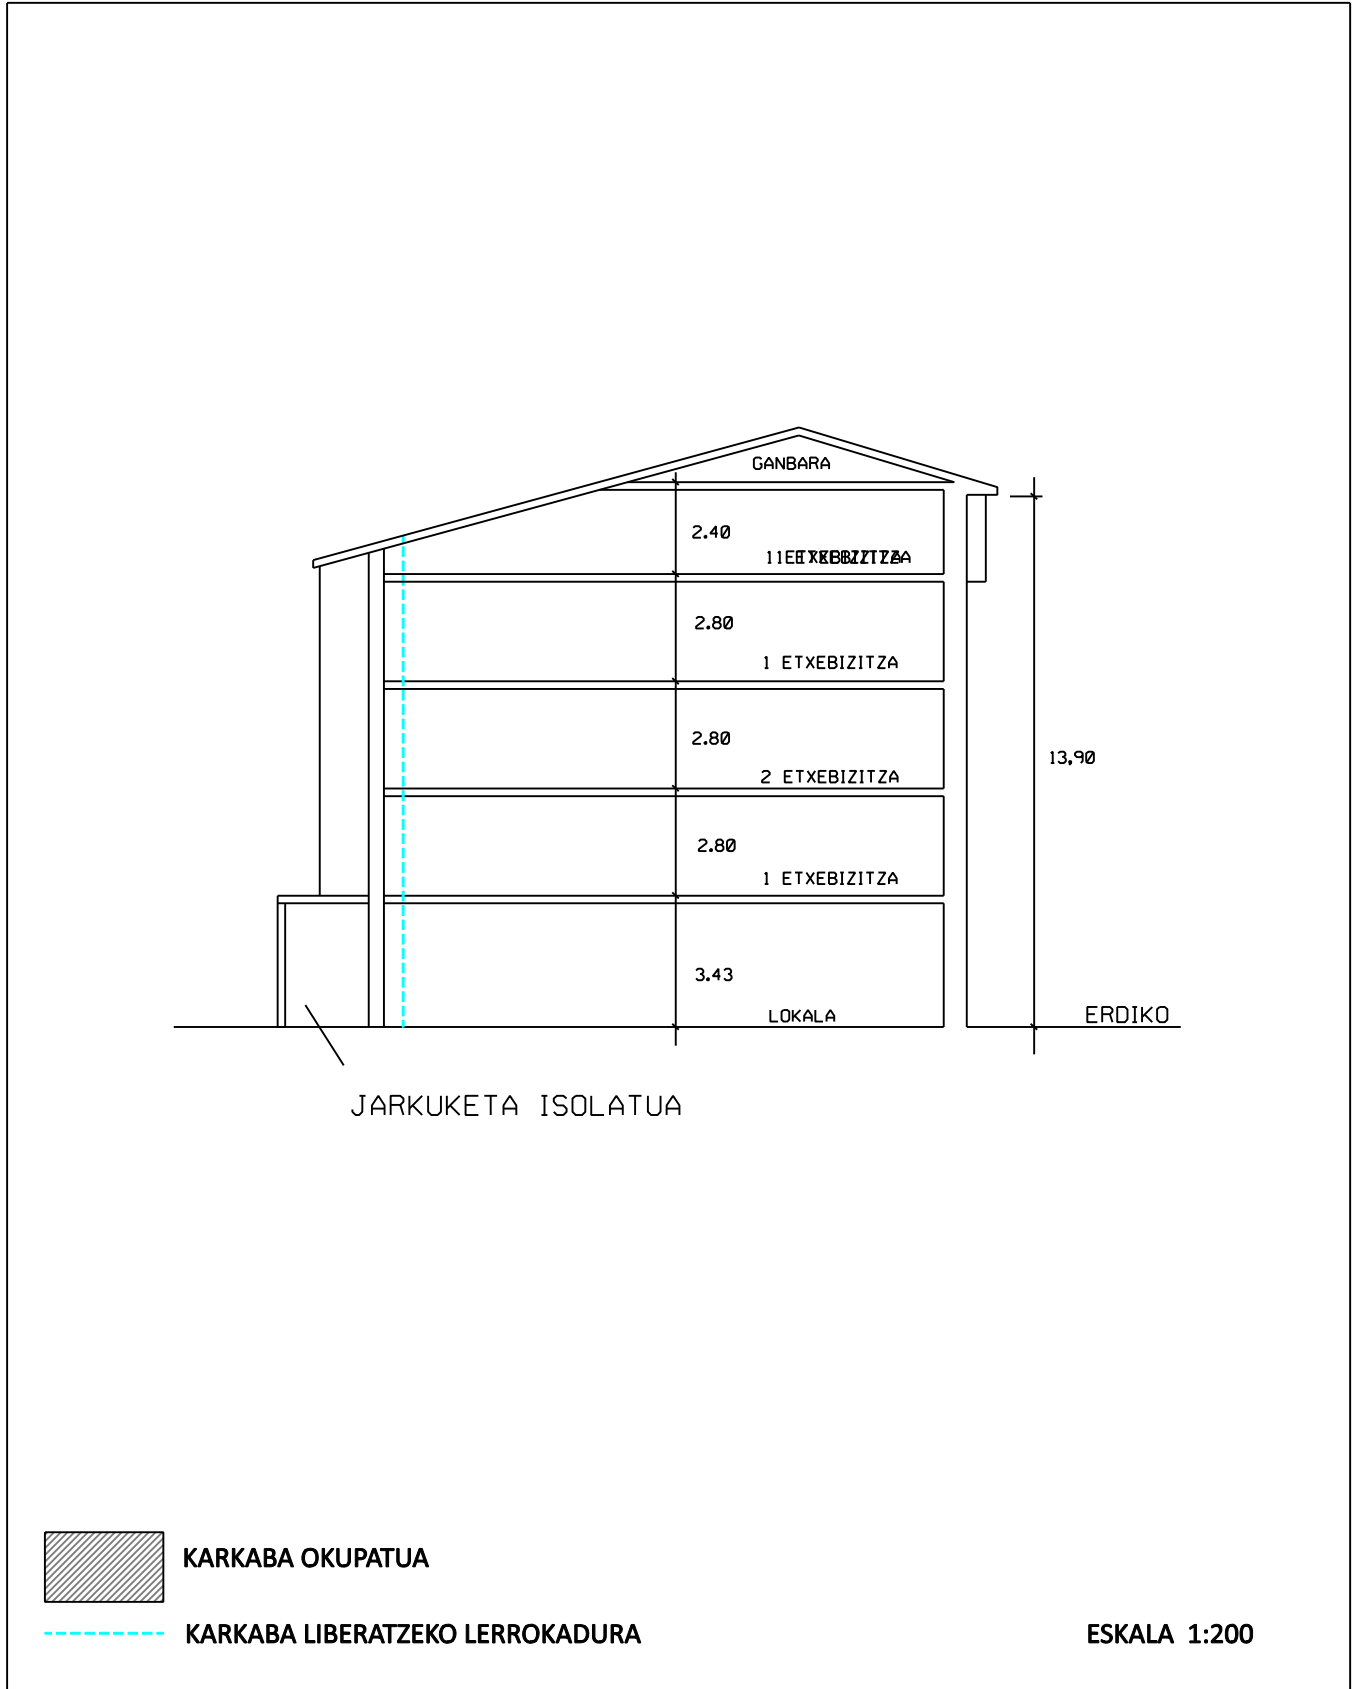 GANBARA
2.40
2.80
1 ETXEBIZITZA
2.80
13,90
2 ETXEBIZITZA
2.80
1 ETXEBIZITZA
3.43
LOKALA
ERDIKO
JARKUKETA ISOLATUA
KARKABA OKUPATUA
KARKABA LIBERATZEKO LERROKADURA
ESKALA 1:200